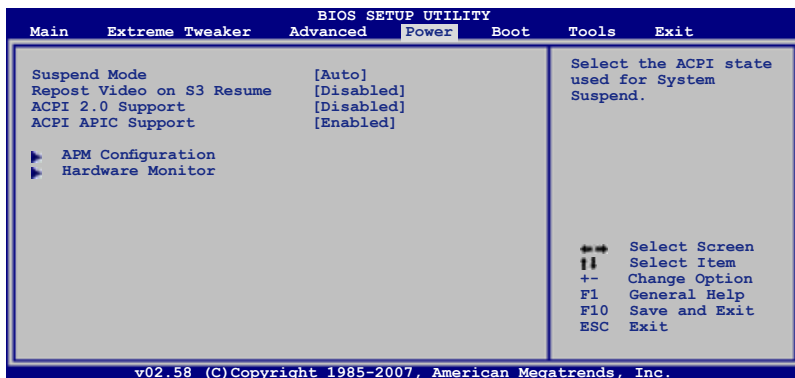 BIOS SETUP UTILITY
Main Extreme Tweaker Advanced Power Boot Tools Exit
Suspend Mode [Auto]
Repost Video on S3 Resume [Disabled]
ACPI 2.0 Support [Disabled]
ACPI APIC Support [Enabled]
APM Configuration
Hardware Monitor
Select the ACPI state
used for System
Suspend.
Select Screen
Select Item
+- Change Option
F1 General Help
F10 Save and Exit
ESC Exit
v02.58 (C)Copyright 1985-2007, American Megatrends, Inc.